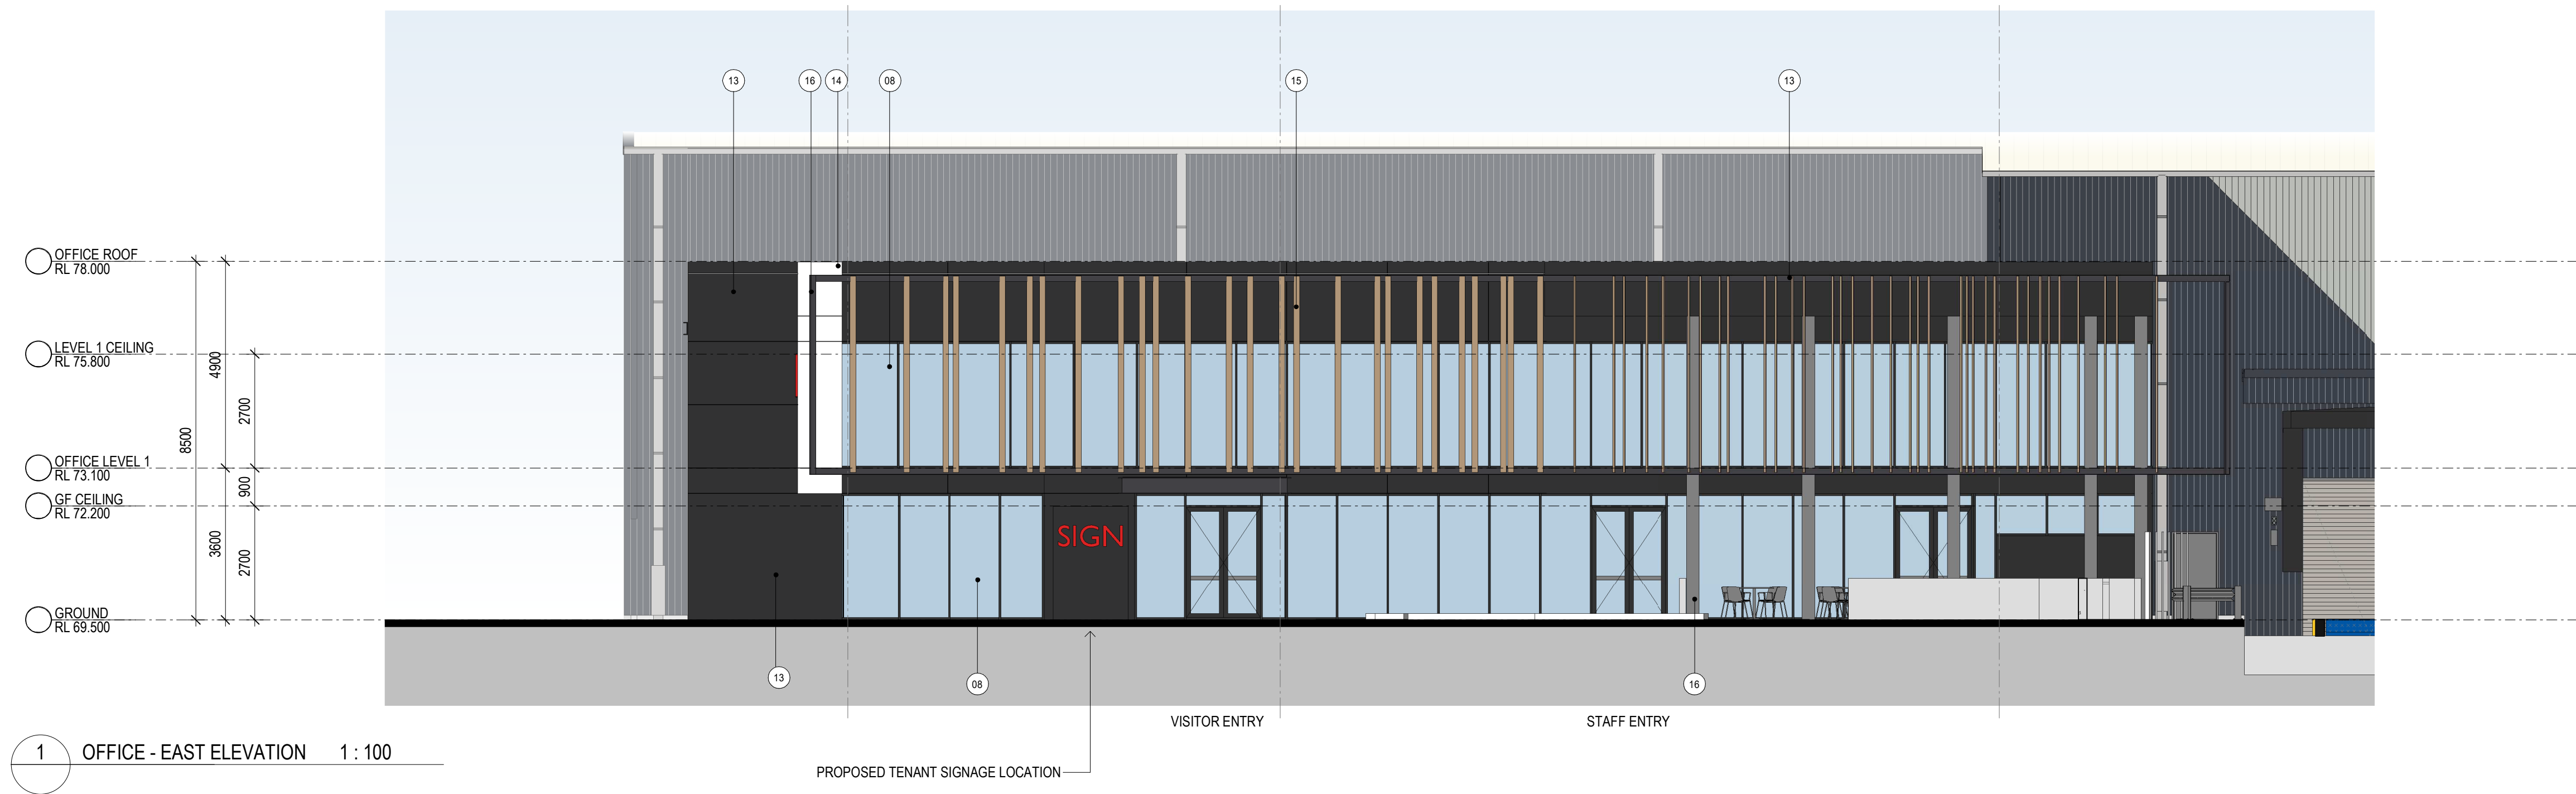 13
16
14
08
15
13
OFFICE ROOF
RL 78.000
LEVEL 1 CEILING
RL 75.800
4900
2700
8500
OFFICE LEVEL 1
RL 73.100
900
GF CEILING
RL 72.200
3600
2700
SIGN
GROUND
RL 69.500
13
08
16
VISITOR ENTRY
STAFF ENTRY
1
OFFICE - EAST ELEVATION 1 : 100
PROPOSED TENANT SIGNAGE LOCATION